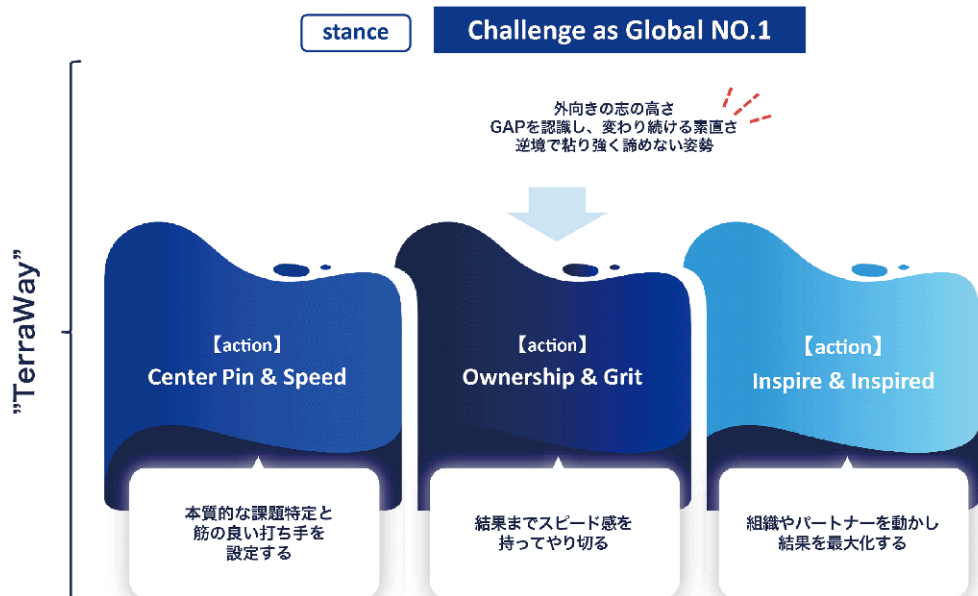 stance
Challenge as Global NO.1
外向きの志の高さ
GAPを認識し、変わり続ける素直さ
逆境で粘り強く諦めない姿勢
”TerraWay”
【action】
Center Pin & Speed
本質的な課題特定と
筋の良い打ち手を
設定する
【action】
Ownership & Grit
結果までスピード感を
持ってやり切る
【action】
Inspire & Inspired
組織やパートナーを動かし
結果を最大化する